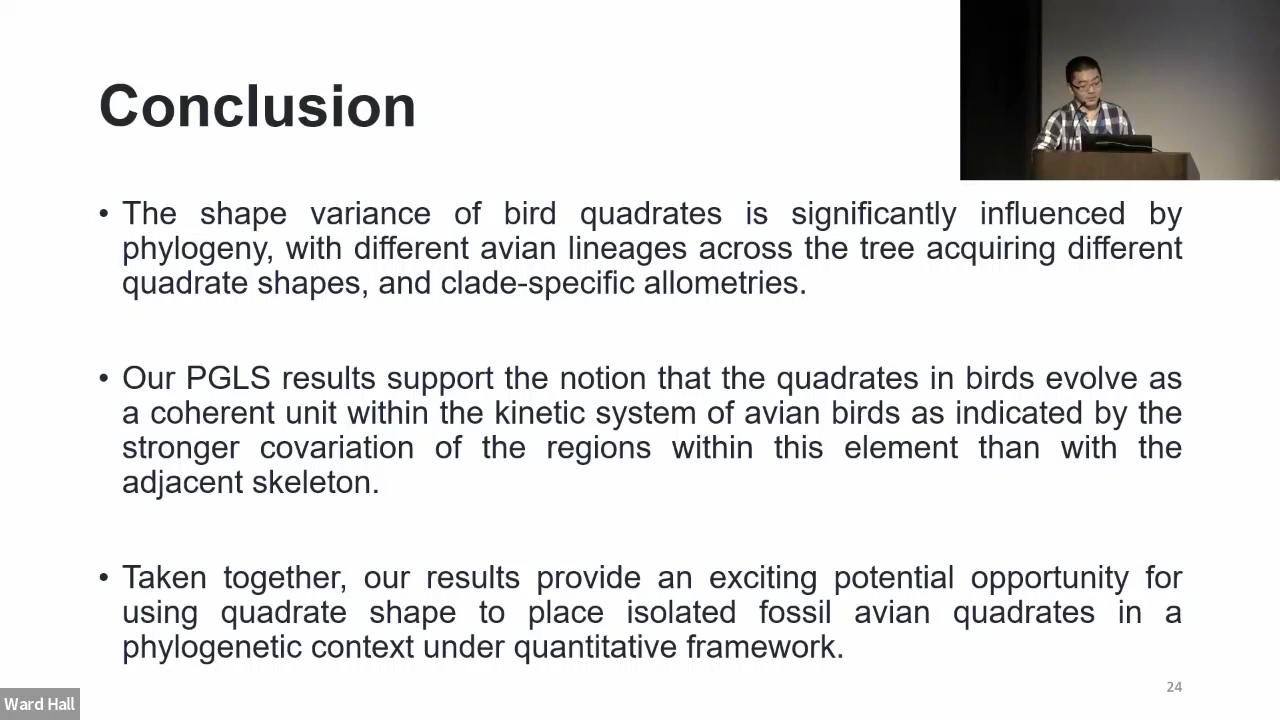 Conclusion
• The shape variance of bird quadrates is significantly influenced by
phylogeny, with different avian lineages across the tree acquiring different
quadrate shapes, and clade-specific allometries.
• Our PGLS results support the notion that the quadrates in birds evolve as
a coherent unit within the kinetic system of avian birds as indicated by the
stronger covariation of the regions within this element than with the
adjacent skeleton.
• Taken together, our results provide an exciting potential opportunity for
using quadrate shape to place isolated fossil avian quadrates in a
phylogenetic context under quantitative framework.
24
Ward Hall